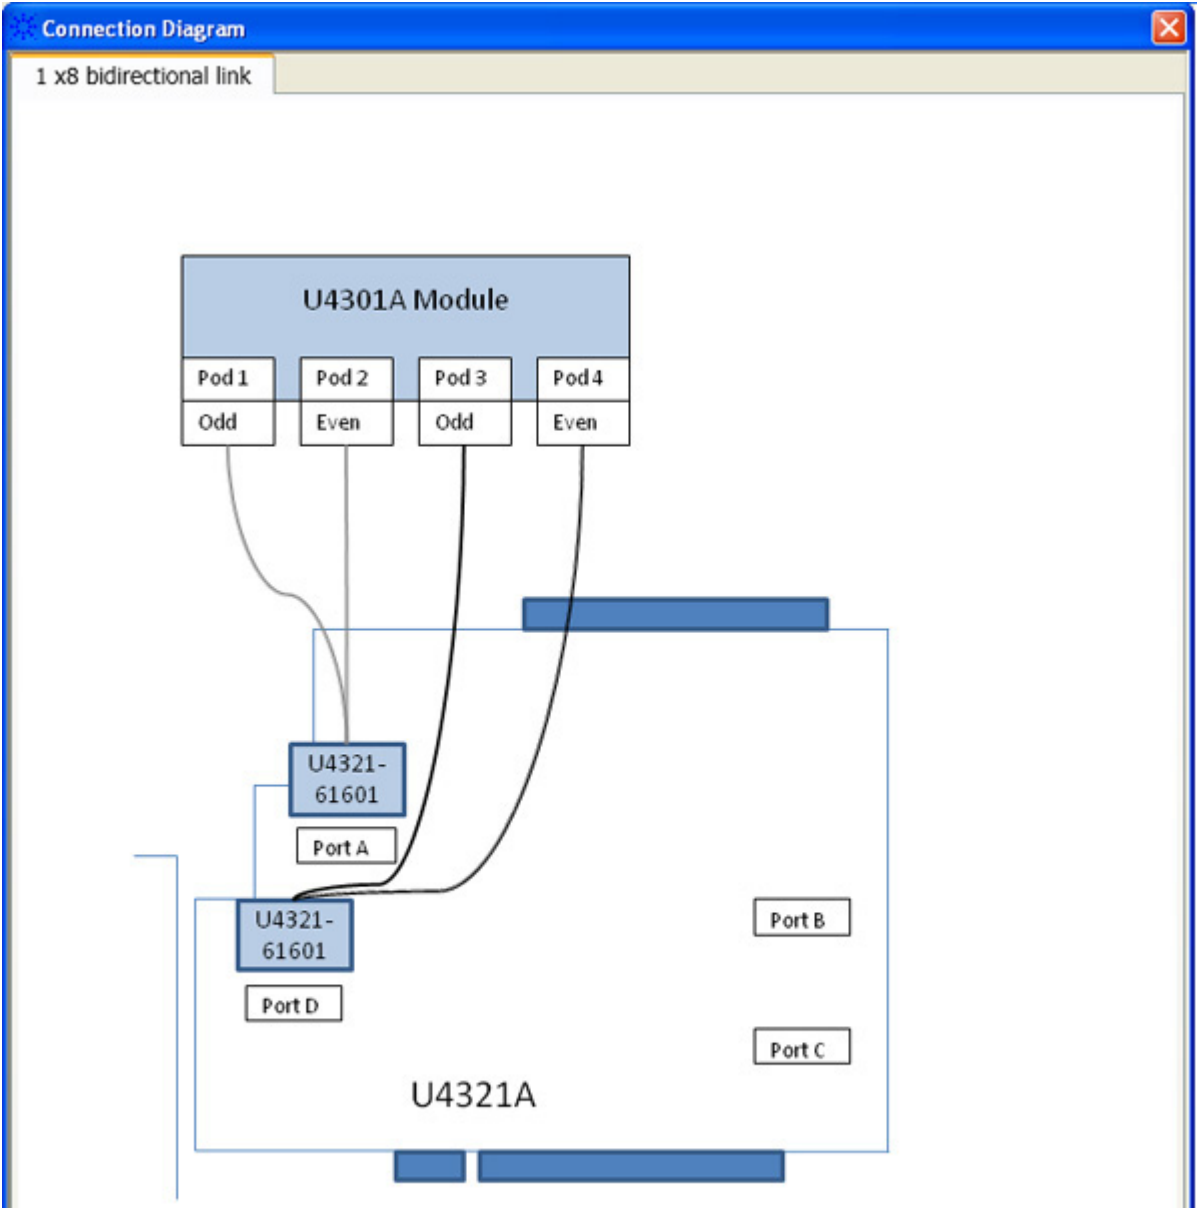 Connection Diagram
1 x8 bidirectional link
U4301A Module
Pod 1
Pod 2
Pod 3
Pod 4
Odd
Even
Odd
Even
U4321-
61601
Port A
U4321-
61601
Port B
Port D
Port C
U4321A